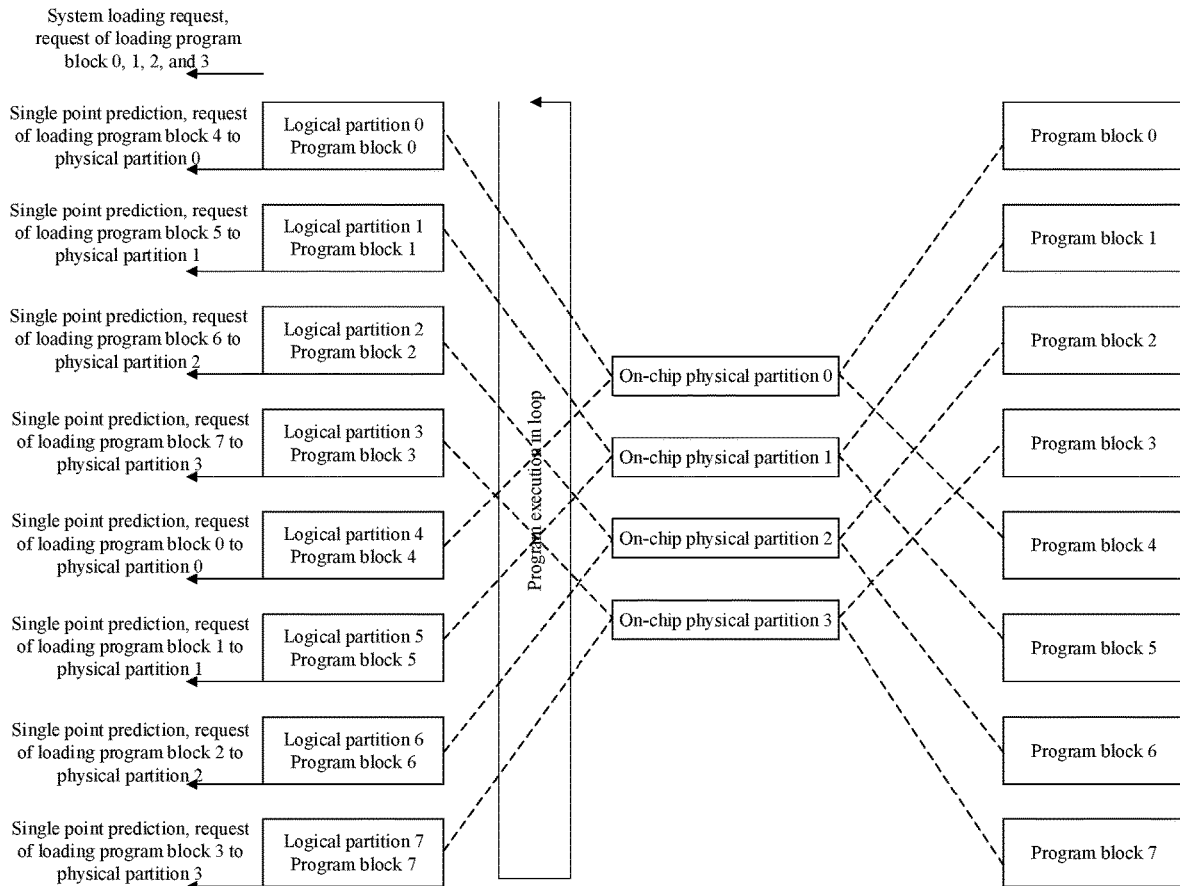 System loading request,
request of loading program
block 0, 1, 2, and 3
Single point prediction, request
of loading program block 4 to
physical partition 0
Logical partition 0
Program block 0
Single point prediction, request
of loading program block 5 to
physical partition 1
Logical partition 1
Program block 1
Single point prediction, request
of loading program block 6 to
physical partition 2
Logical partition 2
Program block 2
Single point prediction, request
of loading program block 7 to
physical partition 3
Logical partition 3
Program block 3
Single point prediction, request
of loading program block 0 to
physical partition 0
Logical partition 4
Program block 4
Single point prediction, request
of loading program block 1 to
physical partition 1
Logical partition 5
Program block 5
Single point prediction, request
of loading program block 2 to
physical partition 2
Logical partition 6
Program block 6
Single point prediction, request
of loading program block 3 to
physical partition 3
Logical partition 7
Program block 7
Program execution in loop
On-chip physical partition 0
On-chip physical partition 1
On-chip physical partition 2
On-chip physical partition 3
Program block 0
Program block 1
Program block 2
Program block 3
Program block 4
Program block 5
Program block 6
Program block 7